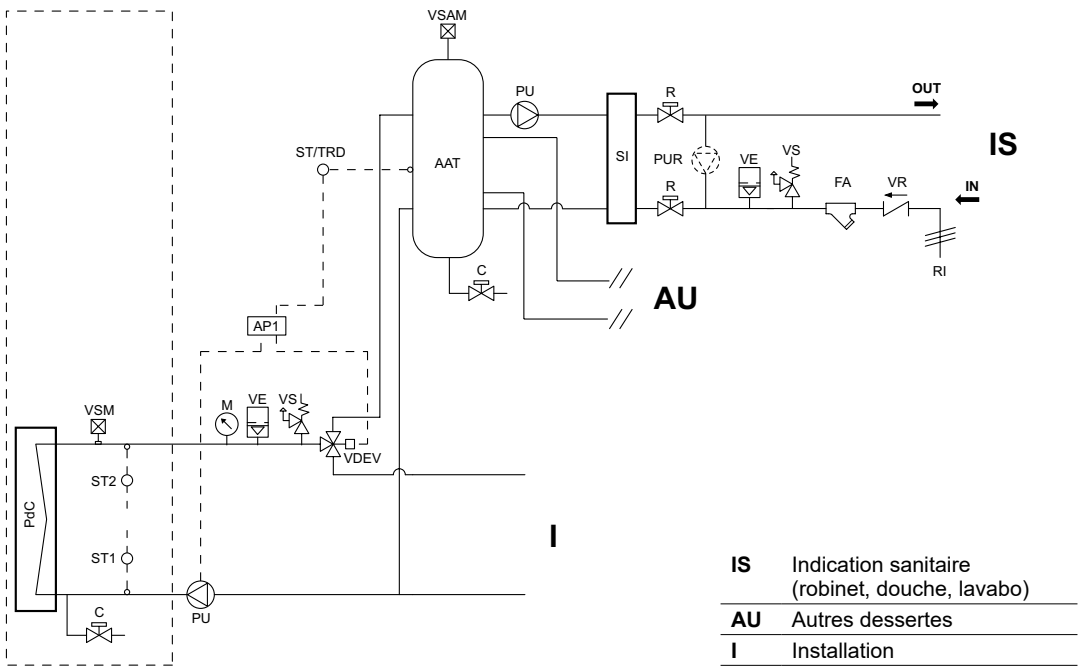 VSAM
PU
R
OUT
IS
ST/TRD
AAT
SI
PUR
VE
VS
R
FA
VR
IN
RI
C
AU
AP1
VSM
M
VE
VS
VDEV
ST2
PdC
ST1
I
C
PU
IS Indication sanitaire
(robinet, douche, lavabo)
AU Autres dessertes
I Installation